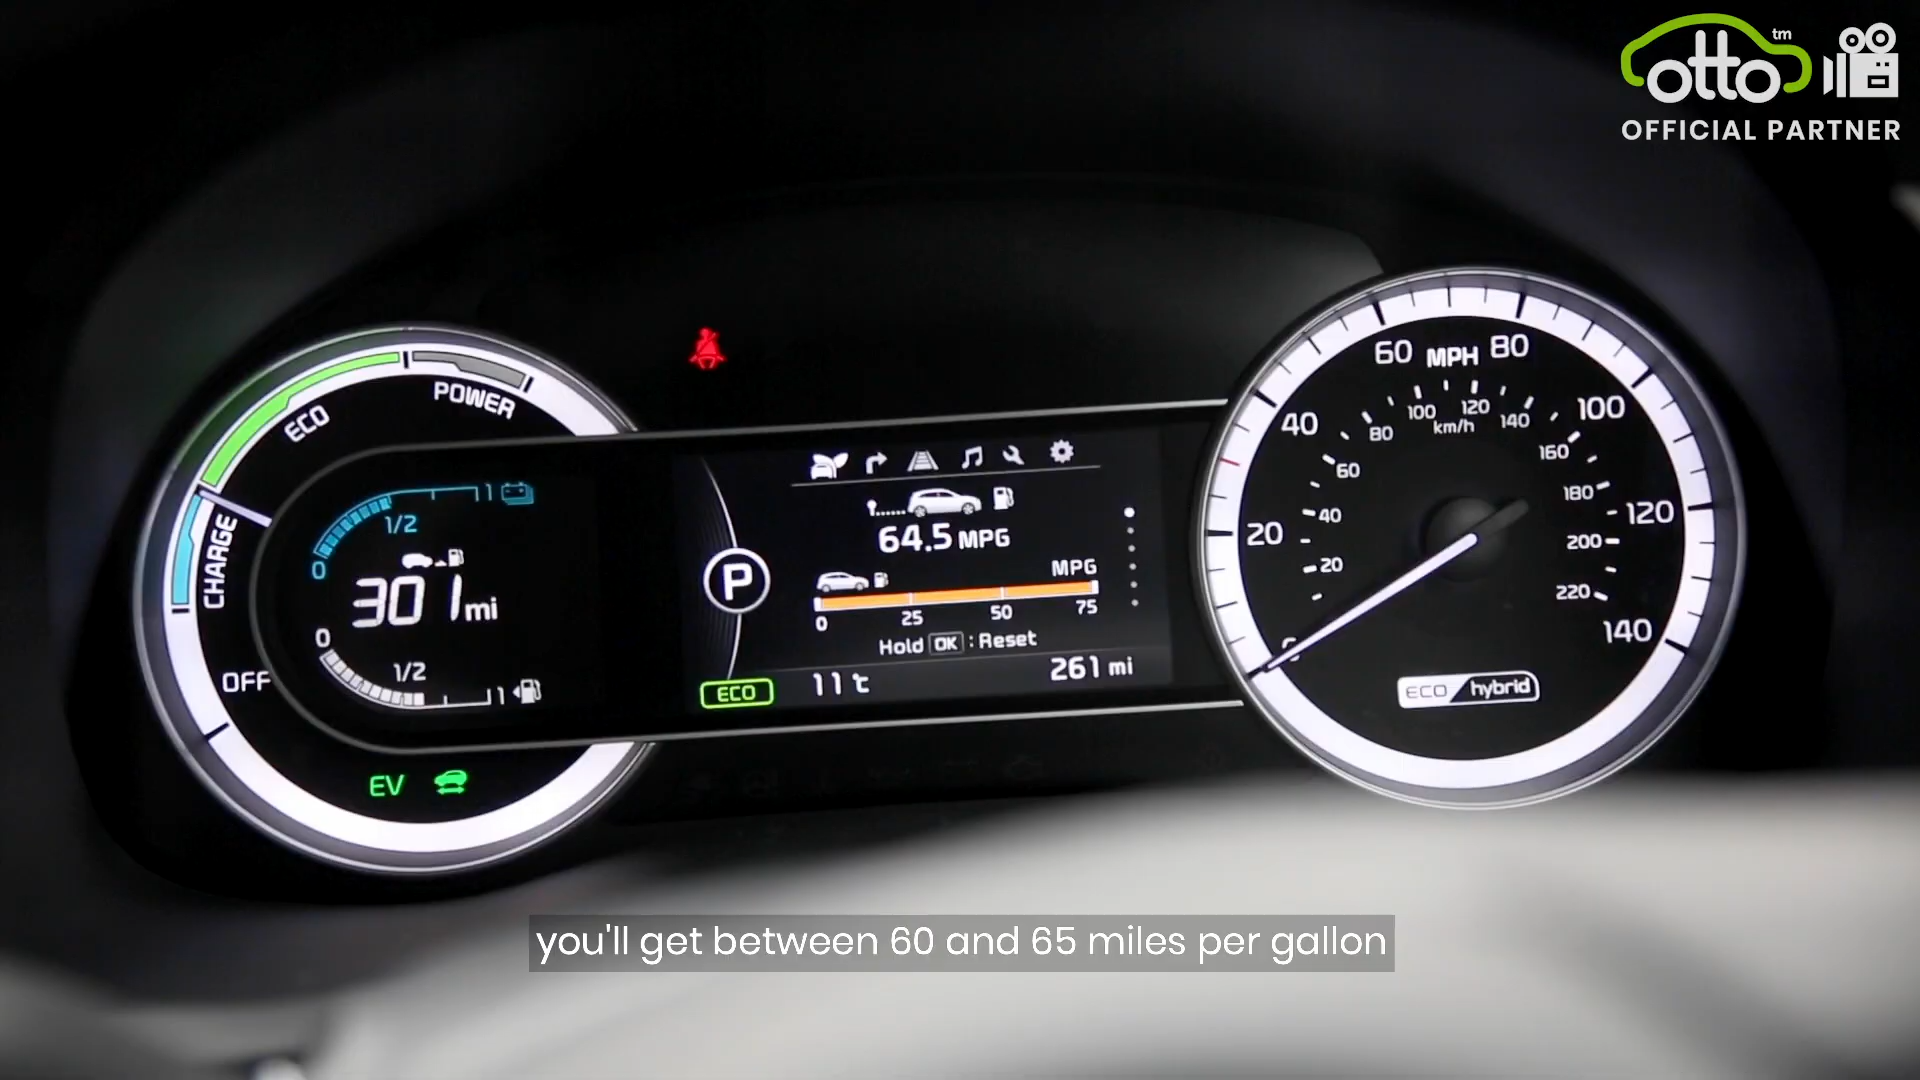 otto tm
OFFICIAL PARTNER
POWER
ECO
CHARGE
OFF
1
1/2
0
301 mi
0
1/2
1
EV
64.5 MPG
MPG
0 25 50 75
Hold OK : Reset
P
ECO
11℃
261 mi
MPH
20 40 60 80 100 120 140
km/h
20 40 60 80 100 120 140 160 180 200 220
ECO hybrid
you'll get between 60 and 65 miles per gallon